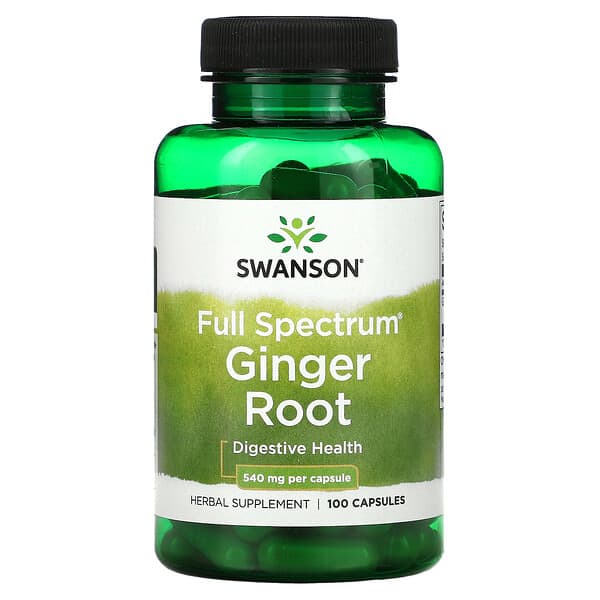 SWANSON®
Full Spectrum®
Ginger
Root
Digestive Health
540 mg per capsule
HERBAL SUPPLEMENT | 100 CAPSULES